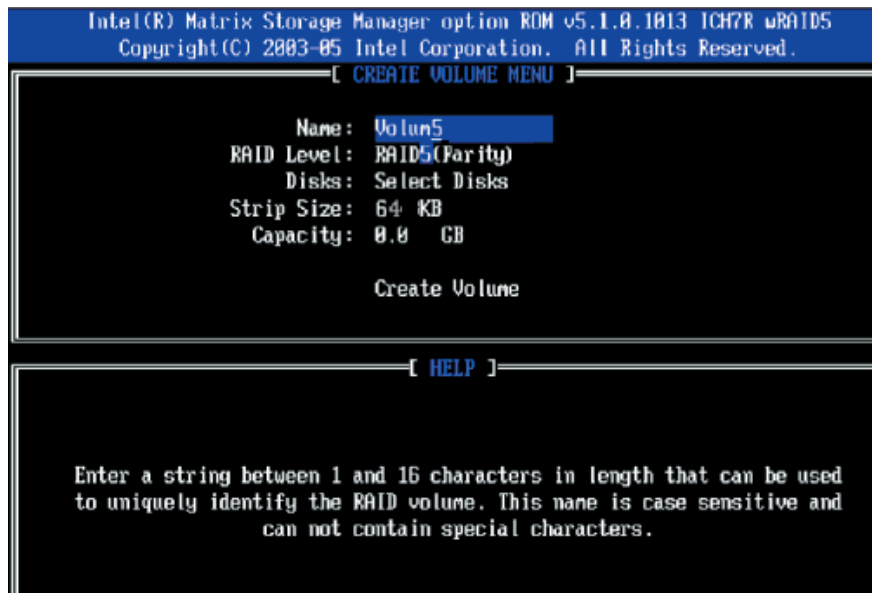 Intel(R) Matrix Storage Manager option ROM v5.1.0.1013 ICH7R wRAID5
Copyright(C) 2003-05 Intel Corporation. All Rights Reserved.
[ CREATE VOLUME MENU ]
Name: Volum5
RAID Level: RAID5(Parity)
Disks: Select Disks
Strip Size: 64 KB
Capacity: 0.0 GB
Create Volume
[ HELP ]
Enter a string between 1 and 16 characters in length that can be used
to uniquely identify the RAID volume. This name is case sensitive and
can not contain special characters.